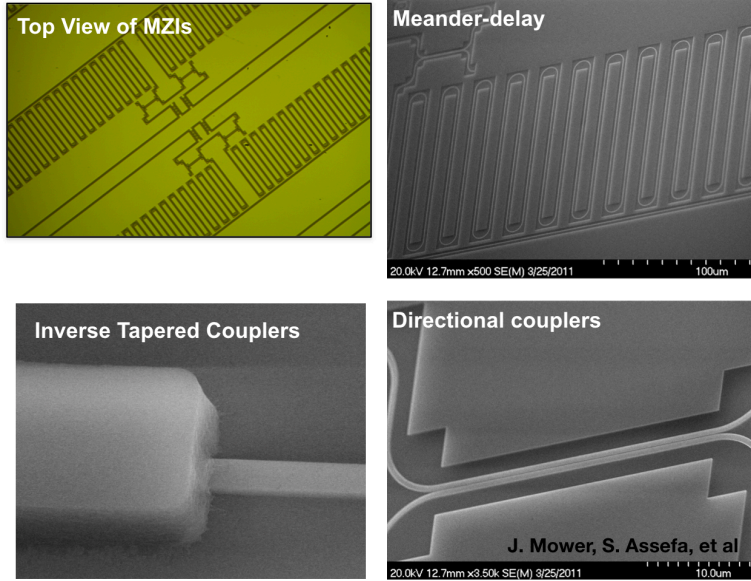 Top View of MZIs
Meander-delay
20.0kV 12.7mm x500 SE(M) 3/25/2011
100um
Inverse Tapered Couplers
Directional couplers
J. Mower, S. Assefa, et al
20.0kV 12.7mm x3.50k SE(M) 3/25/2011
10.0um